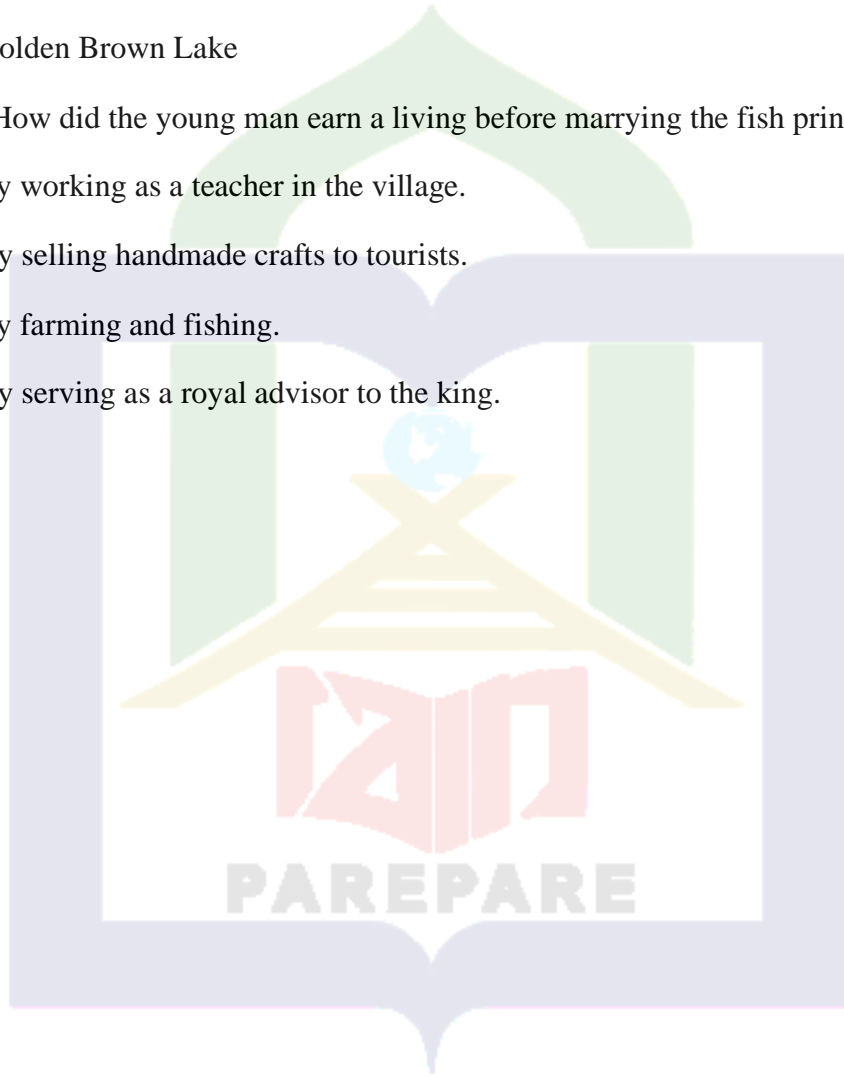 olden Brown Lake
How did the young man earn a living before marrying the fish prin
y working as a teacher in the village.
y selling handmade crafts to tourists.
y farming and fishing.
y serving as a royal advisor to the king.
iain
PAREPARE